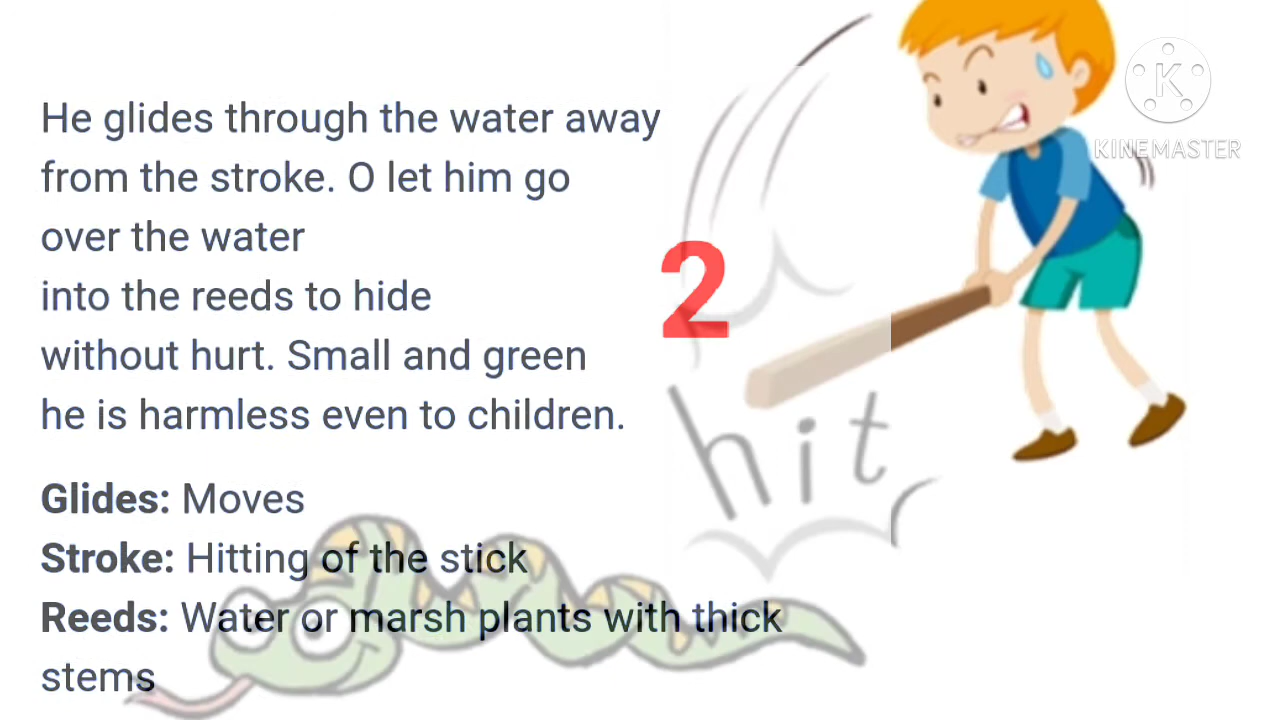 He glides through the water away
from the stroke. O let him go
over the water
into the reeds to hide
without hurt. Small and green
he is harmless even to children.
Glides: Moves
Stroke: Hitting of the stick
Reeds: Water or marsh plants with thick
stems
2
hit
K
KINEMASTER